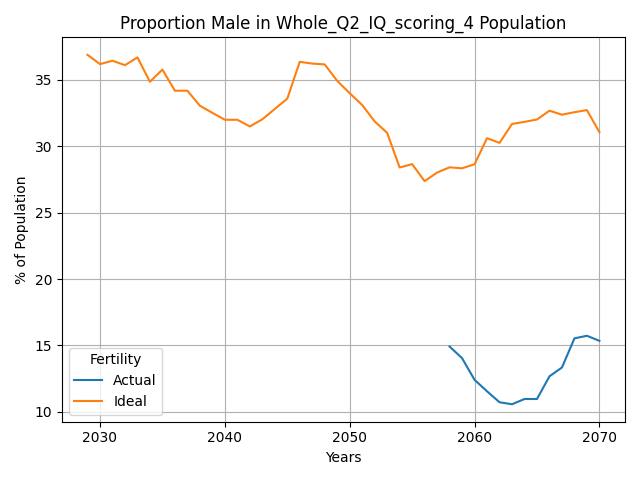 Proportion Male in Whole_Q2_IQ_scoring_4 Population
% of Population
35
30
25
20
15
10
Fertility
Actual
Ideal
2030
2040
2050
2060
2070
Years